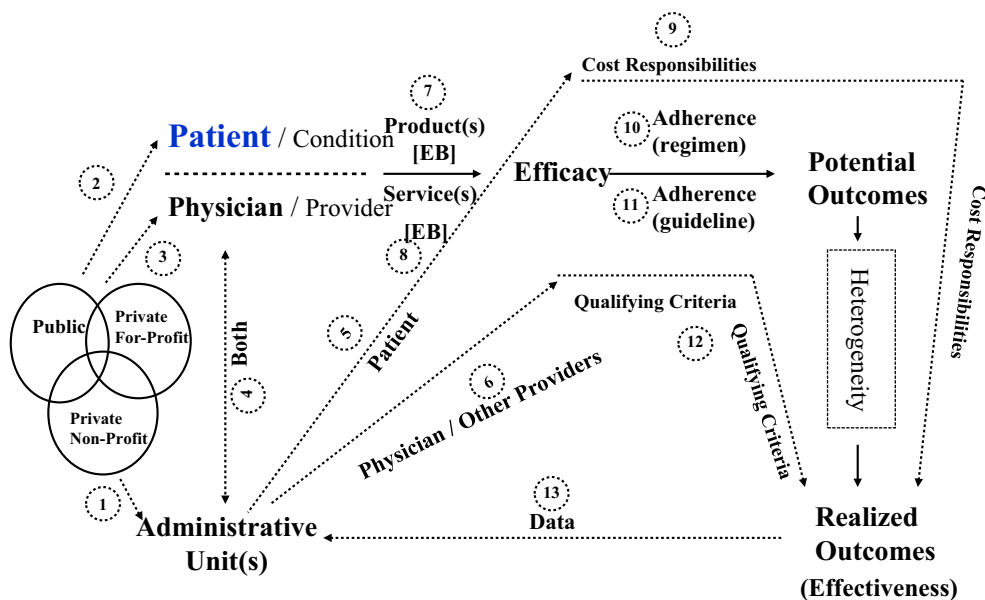 9
Cost Responsibilities
7
Patient / Condition
Product(s)
[EB]
10
Adherence
(regimen)
2
Efficacy
Potential
Outcomes
Physician / Provider
Service(s)
[EB]
11
Adherence
(guideline)
3
8
Cost Responsibilities
Public
Private
For-Profit
Private
Non-Profit
Both
4
5
Patient
Qualifying Criteria
12
Qualifying Criteria
Heterogeneity
6
Physician / Other Providers
1
Administrative
Unit(s)
13
Data
Realized
Outcomes
(Effectiveness)